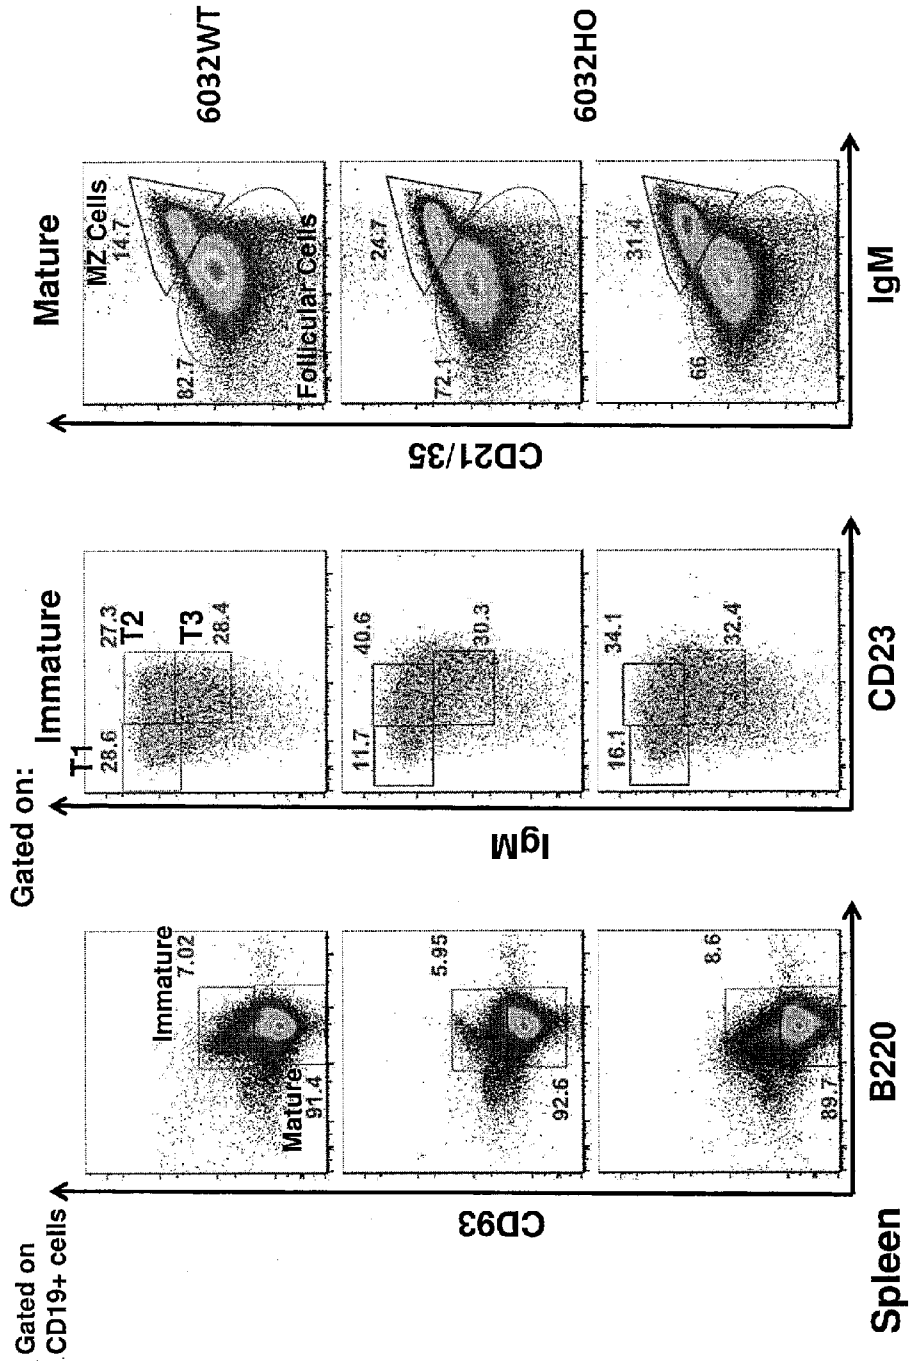 Gated on
.CD19+ cells
Gated on:
Immature
Mature
Immature
7.02
Mature
91.4
T1
28.6
27.3
T2
T3
28.4
MZ Cells
14.7
82.7
Follicular Cells
6032WT
5.95
92.6
11.7
40.6
30.3
24.7
72.1
6032HO
8.6
89.7
16.1
34.1
32.4
31.4
66
CD93
IgM
CD21/35
B220
CD23
IgM
Spleen